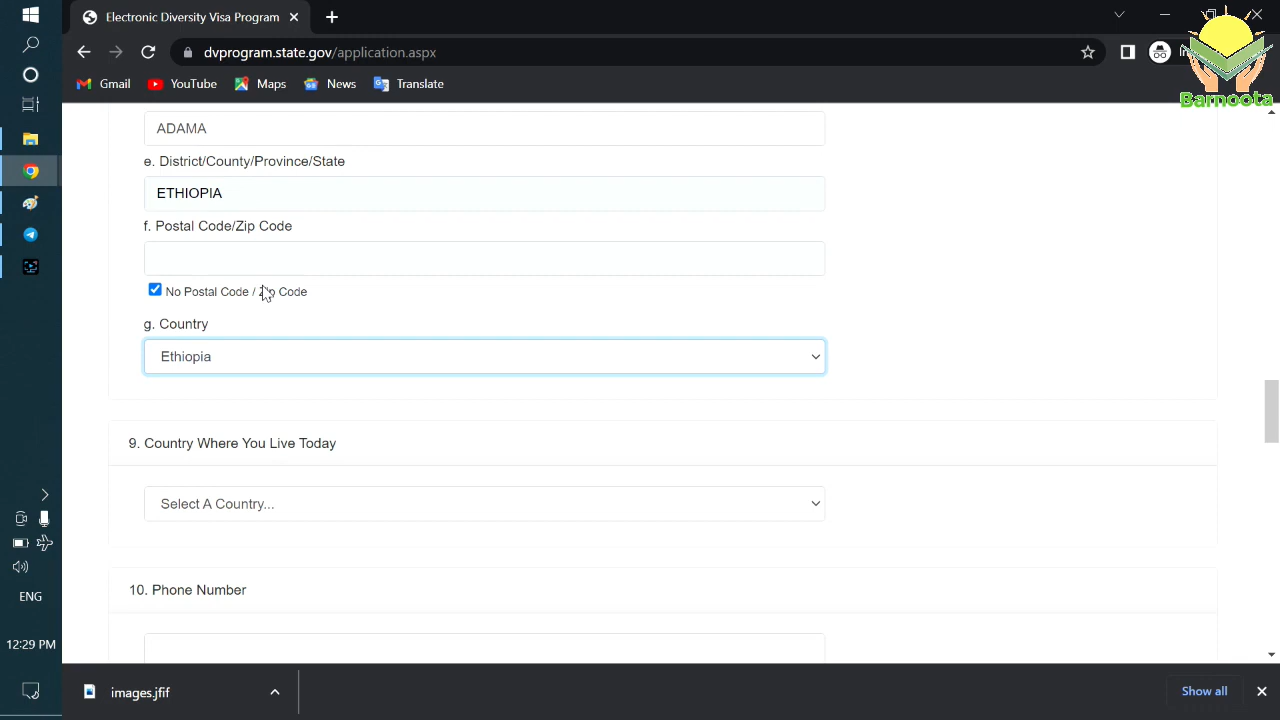 Electronic Diversity Visa Program
dvprogram.state.gov/application.aspx
Gmail
YouTube
Maps
News
Translate
Barnoota
ADAMA
e. District/County/Province/State
ETHIOPIA
f. Postal Code/Zip Code
No Postal Code / Zip Code
g. Country
Ethiopia
9. Country Where You Live Today
Select A Country...
10. Phone Number
ENG
12:29 PM
images.jfif
Show all